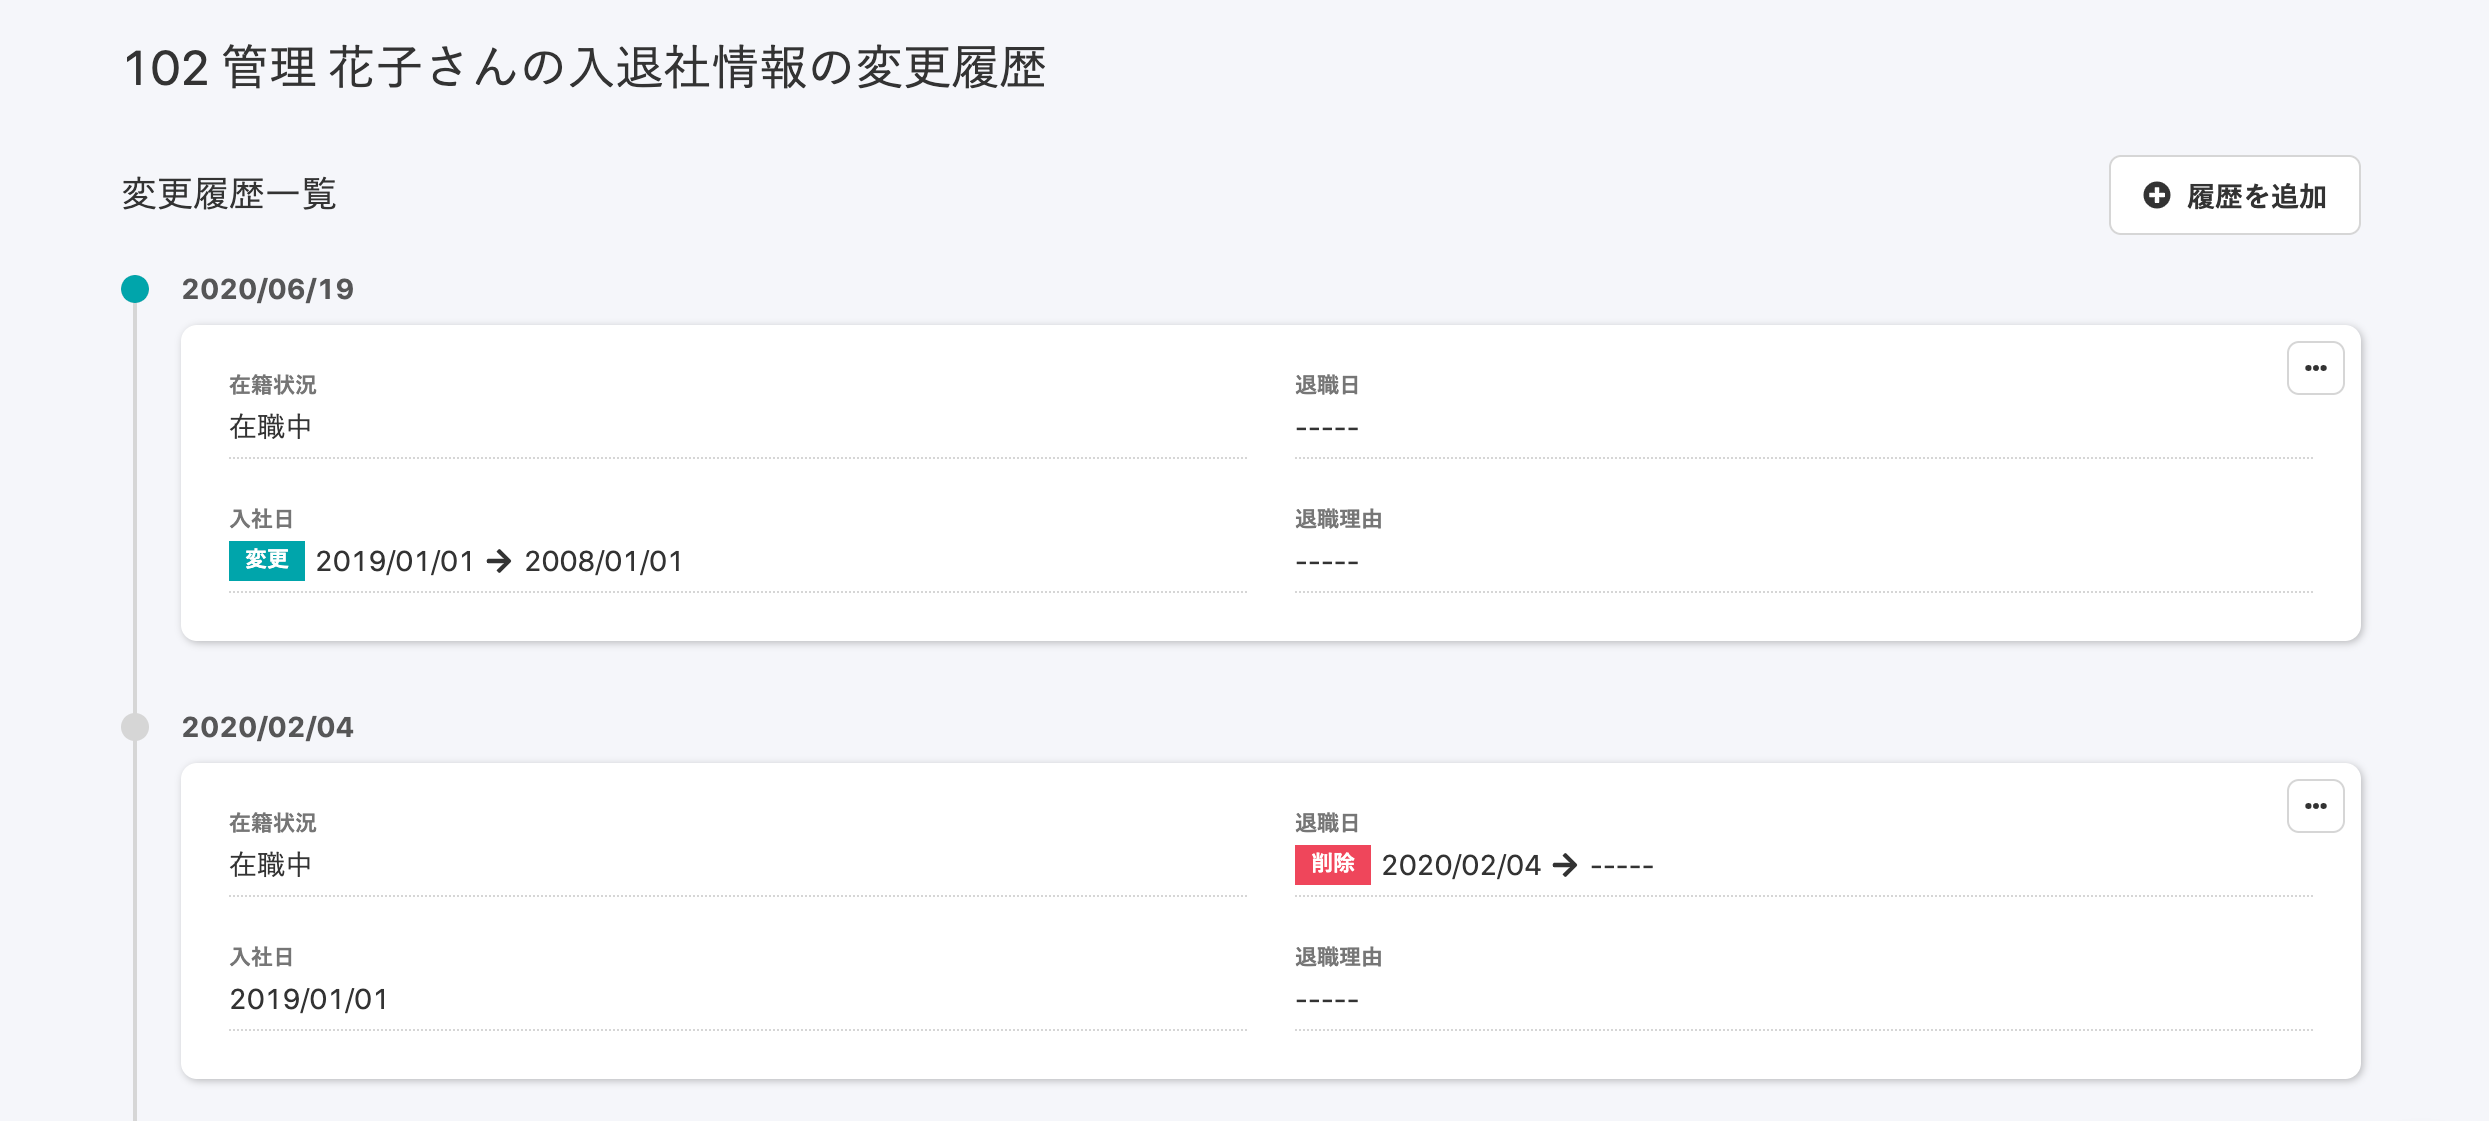 102 管理 花子さんの入退社情報の変更履歴
変更履歴一覧
履歴を追加
2020/06/19
在籍状況
在職中
退職日
-----
入社日
変更 2019/01/01 → 2008/01/01
退職理由
-----
2020/02/04
在籍状況
在職中
退職日
削除 2020/02/04 → -----
入社日
2019/01/01
退職理由
-----